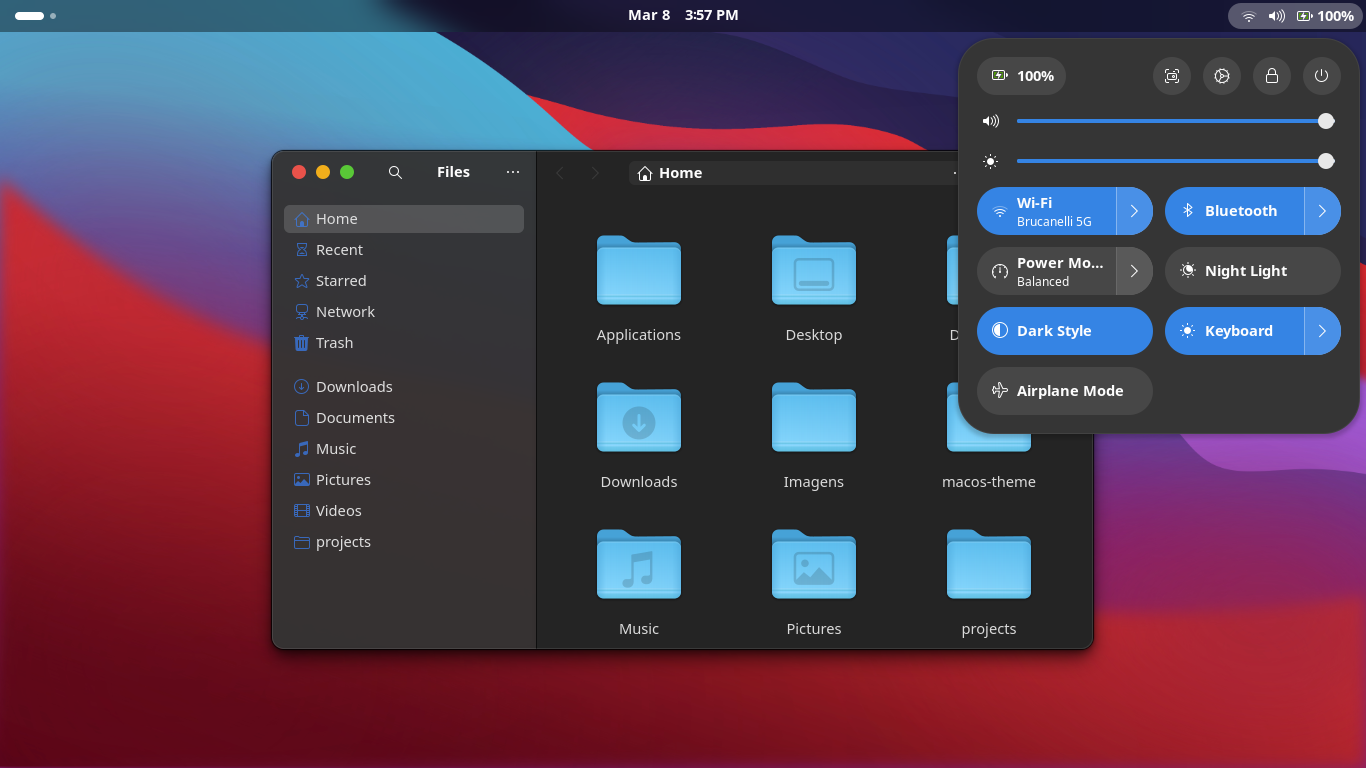 Mar 8 3:57 PM
100%
100%
Wi-Fi
Brucanelli 5G
Bluetooth
Power Mo...
Balanced
Night Light
Dark Style
Keyboard
Airplane Mode
Files
Home
Home
Recent
Starred
Network
Trash
Downloads
Documents
Music
Pictures
Videos
projects
Applications
Desktop
Downloads
Imagens
macos-theme
Music
Pictures
projects